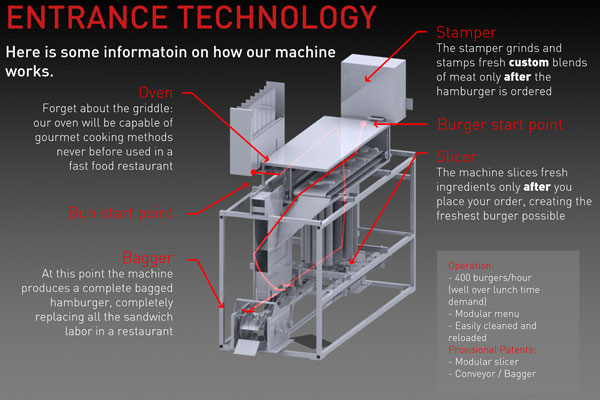 ENTRANCE TECHNOLOGY
Here is some informatoin on how our machine
works.
Oven
Forget about the griddle:
our oven will be capable of
gourmet cooking methods
never before used in a
fast food restaurant
Bun start point
Bagger
At this point the machine
produces a complete bagged
hamburger, completely
replacing all the sandwich
labor in a restaurant
Stamper
The stamper grinds and
stamps fresh custom blends
of meat only after the
hamburger is ordered
Burger start point
Slicer
The machine slices fresh
ingredients only after you
place your order, creating the
freshest burger possible
Operation:
- 400 burgers/hour
(well over lunch time
demand)
- Modular menu
- Easily cleaned and
reloaded
Provisional Patents:
- Modular slicer
- Conveyor / Bagger